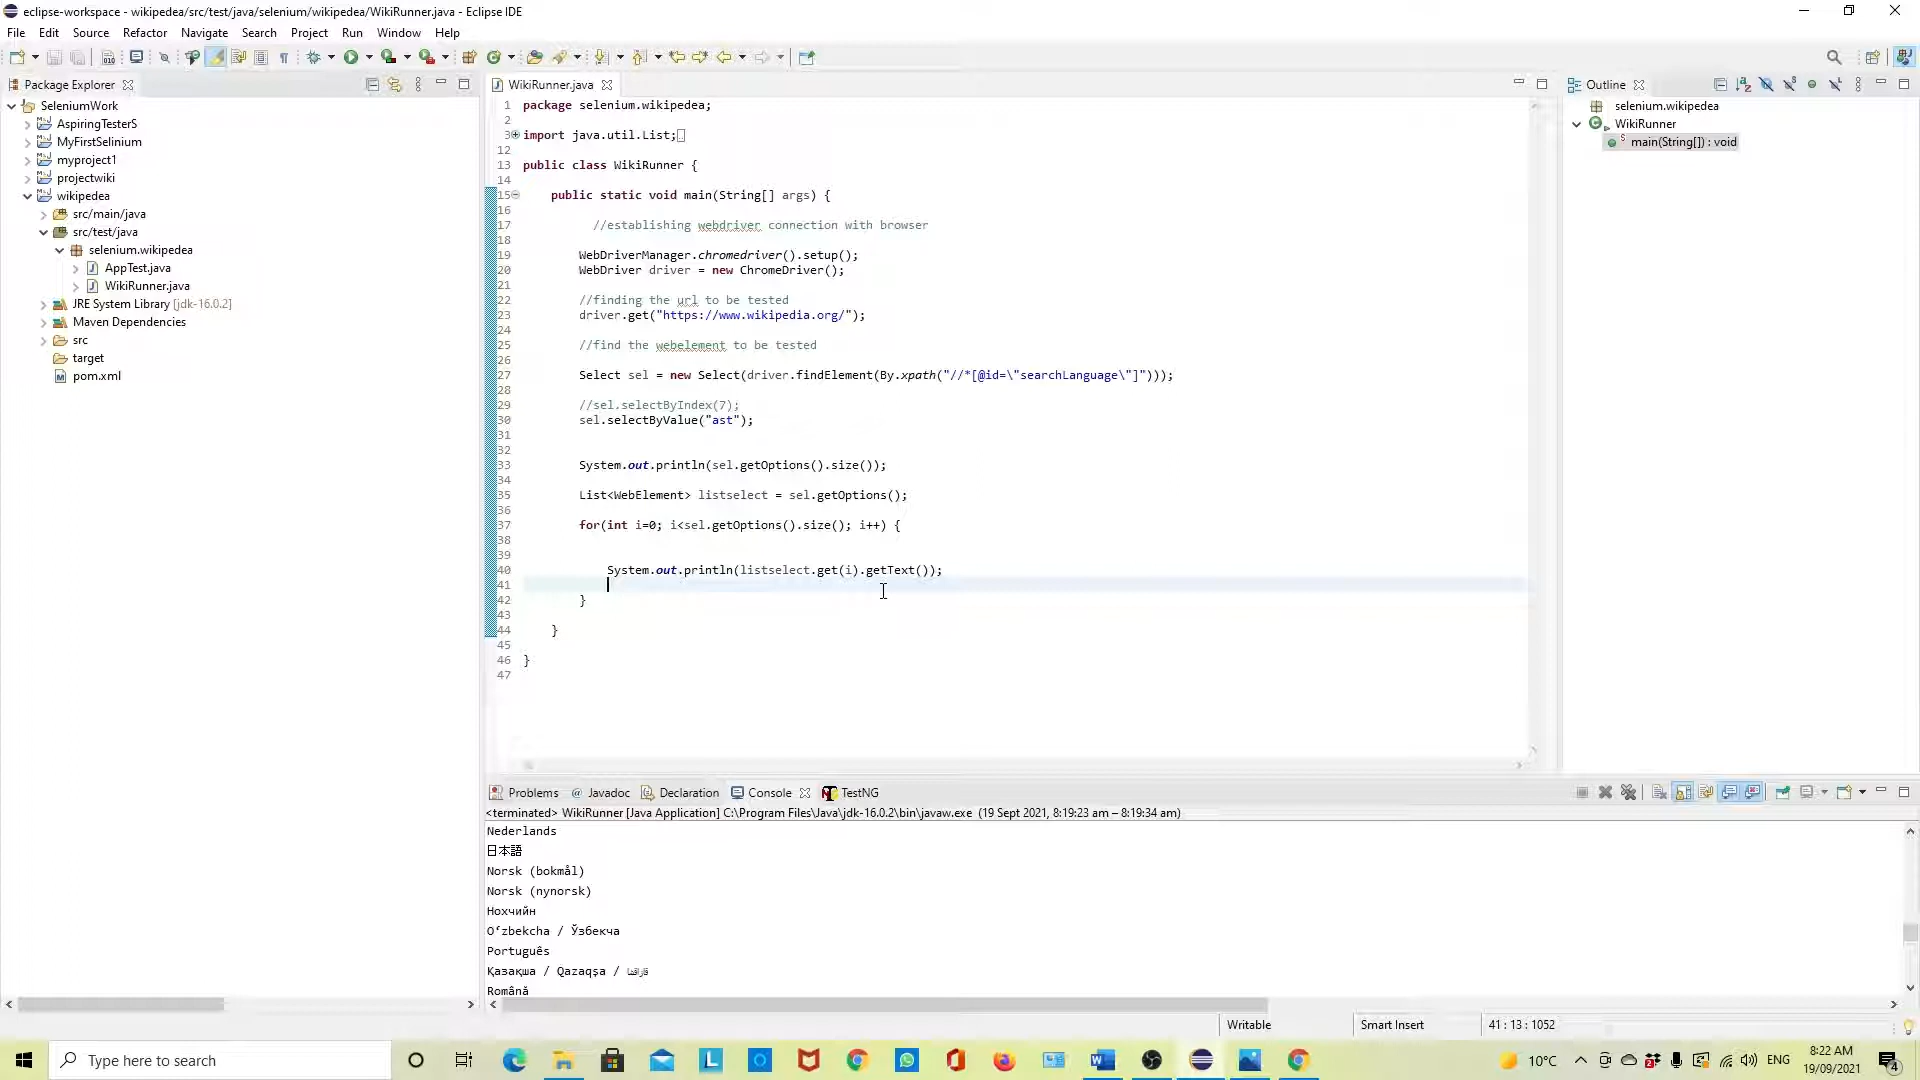 eclipse-workspace - wikipedea/src/test/java/selenium/wikipedea/WikiRunner.java - Eclipse IDE
File Edit Source Refactor Navigate Search Project Run Window Help
Package Explorer
SeleniumWork
AspiringTesterS
MyFirstSelinium
myproject1
projectwiki
wikipedea
src/main/java
src/test/java
selenium.wikipedea
AppTest.java
WikiRunner.java
JRE System Library [jdk-16.0.2]
Maven Dependencies
src
target
pom.xml
WikiRunner.java
1 package selenium.wikipedea;
2
3 import java.util.List;
12
13 public class WikiRunner {
14
15 public static void main(String[] args) {
16
17 //establishing webdriver connection with browser
18
19 WebDriverManager.chromedriver().setup();
20 WebDriver driver = new ChromeDriver();
21
22 //finding the url to be tested
23 driver.get("https://www.wikipedia.org/");
24
25 //find the webelement to be tested
26
27 Select sel = new Select(driver.findElement(By.xpath("//*[@id=\"searchLanguage\"]")));
28
29 //sel.selectByIndex(7);
30 sel.selectByValue("ast");
31
32
33 System.out.println(sel.getOptions().size());
34
35 List<WebElement> listselect = sel.getOptions();
36
37 for(int i=0; i<sel.getOptions().size(); i++) {
38
39
40 System.out.println(listselect.get(i).getText());
41
42 }
43
44 }
45
46 }
47
Outline
selenium.wikipedea
WikiRunner
main(String[]) : void
Problems Javadoc Declaration Console TestNG
<terminated> WikiRunner [Java Application] C:\Program Files\Java\jdk-16.0.2\bin\javaw.exe (19 Sept 2021, 8:19:23 am – 8:19:34 am)
Nederlands
日本語
Norsk (bokmål)
Norsk (nynorsk)
Нохчийн
Oʻzbekcha / Ўзбекча
Português
Қазақша / Qazaqşa / قازاقشا
Română
Writable Smart Insert 41 : 13 : 1052
Type here to search
10°C ENG 8:22 AM
19/09/2021
4